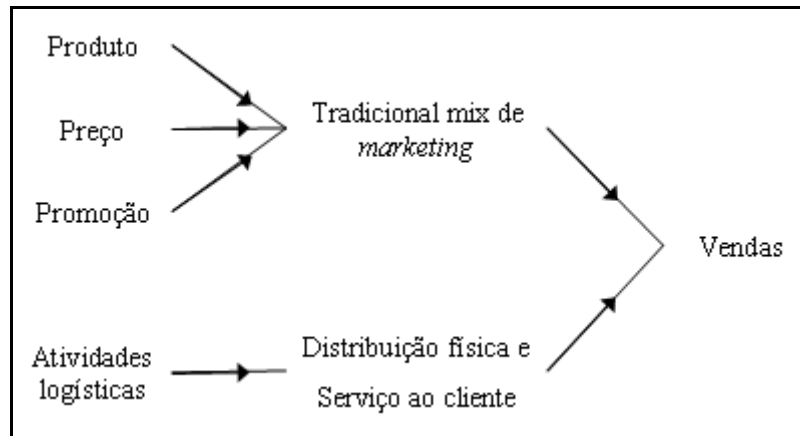 Produto
Preço
Promoção
Tradicional mix de
marketing
Vendas
Atividades
logísticas
Distribuição física e
Serviço ao cliente